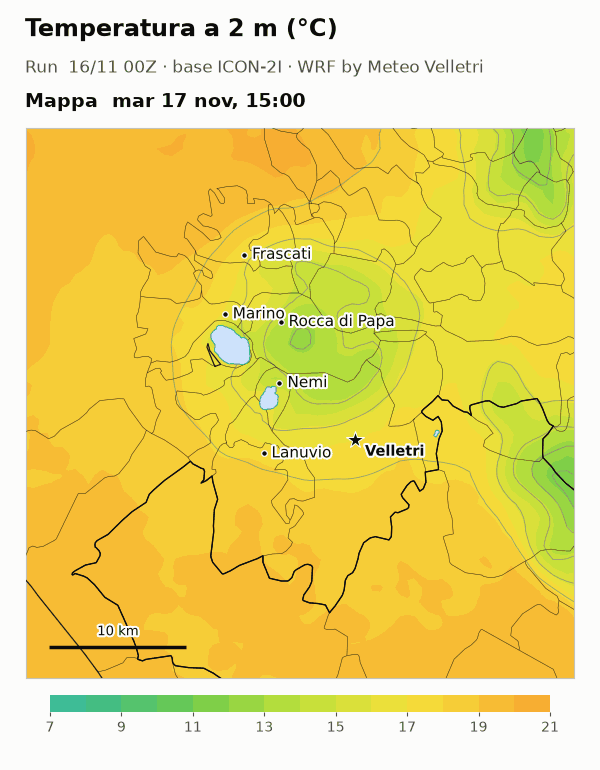 Temperatura a 2 m (°C)
Run  16/11 00Z · base ICON-2I · WRF by Meteo Velletri
Mappa  mar 17 nov, 15:00
Frascati
Marino
Rocca di Papa
Nemi
Velletri
Lanuvio
10 km
7 9 11 13 15 17 19 21